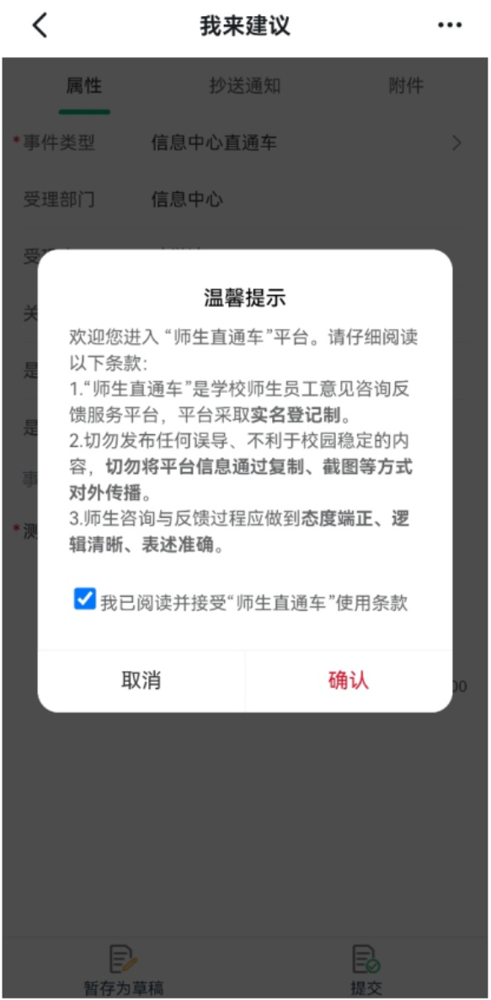 我来建议
属性 抄送通知 附件
*事件类型 信息中心直通车
受理部门 信息中心
受
关
是
是
事
*测
温馨提示
欢迎您进入“师生直通车”平台。请仔细阅读
以下条款:
1.“师生直通车”是学校师生员工意见咨询反
馈服务平台，平台采取实名登记制。
2.切勿发布任何误导、不利于校园稳定的内
容，切勿将平台信息通过复制、截图等方式
对外传播。
3.师生咨询与反馈过程应做到态度端正、逻
辑清晰、表述准确。
我已阅读并接受“师生直通车”使用条款
取消 确认
00
暂存为草稿 提交